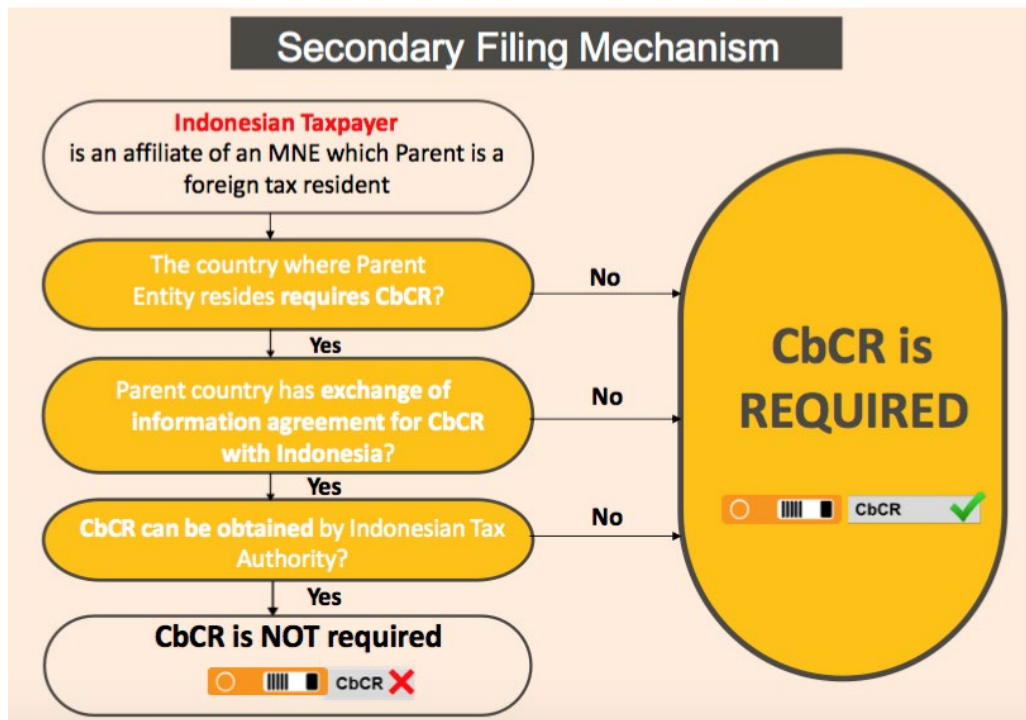 Secondary Filing Mechanism
Indonesian Taxpayer
is an affiliate of an MNE which Parent is a
foreign tax resident
The country where Parent
Entity resides requires CbCR?
No
Yes
Parent country has exchange of
information agreement for CbCR
with Indonesia?
No
Yes
CbCR can be obtained by Indonesian Tax
Authority?
No
Yes
CbCR is NOT required
CbCR
CbCR is
REQUIRED
CbCR